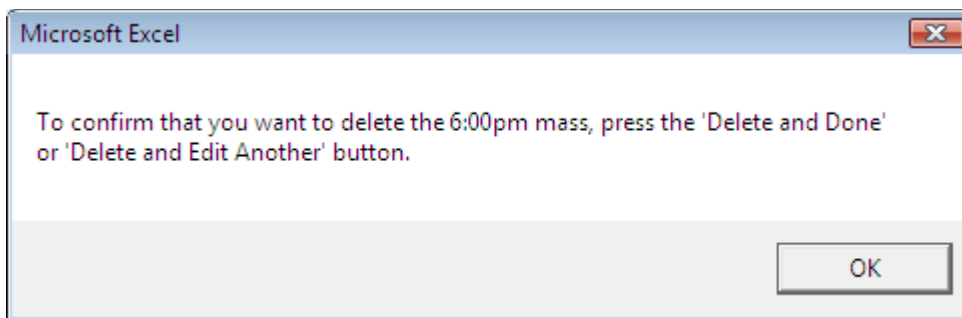 Microsoft Excel
To confirm that you want to delete the 6:00pm mass, press the 'Delete and Done'
or 'Delete and Edit Another' button.
OK